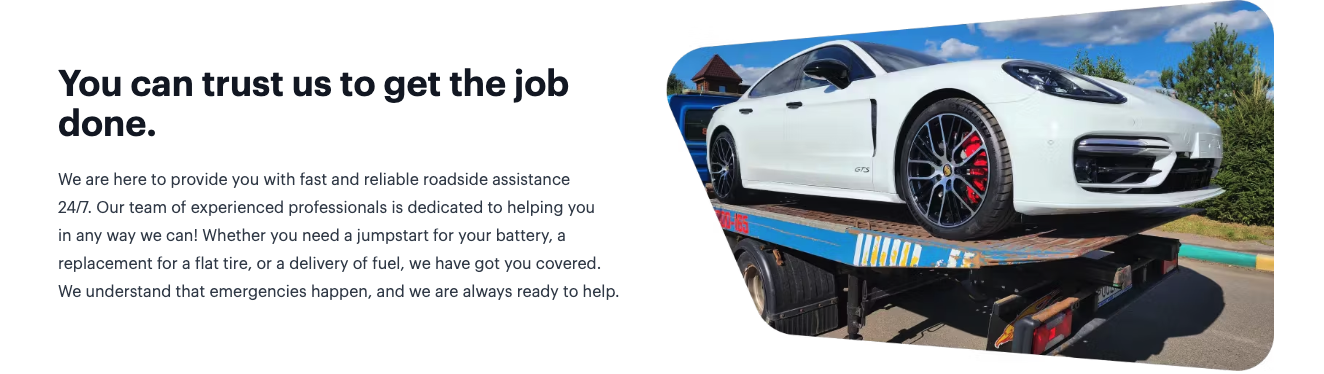 You can trust us to get the job
done.
We are here to provide you with fast and reliable roadside assistance
24/7. Our team of experienced professionals is dedicated to helping you
in any way we can! Whether you need a jumpstart for your battery, a
replacement for a flat tire, or a delivery of fuel, we have got you covered.
We understand that emergencies happen, and we are always ready to help.
GTS